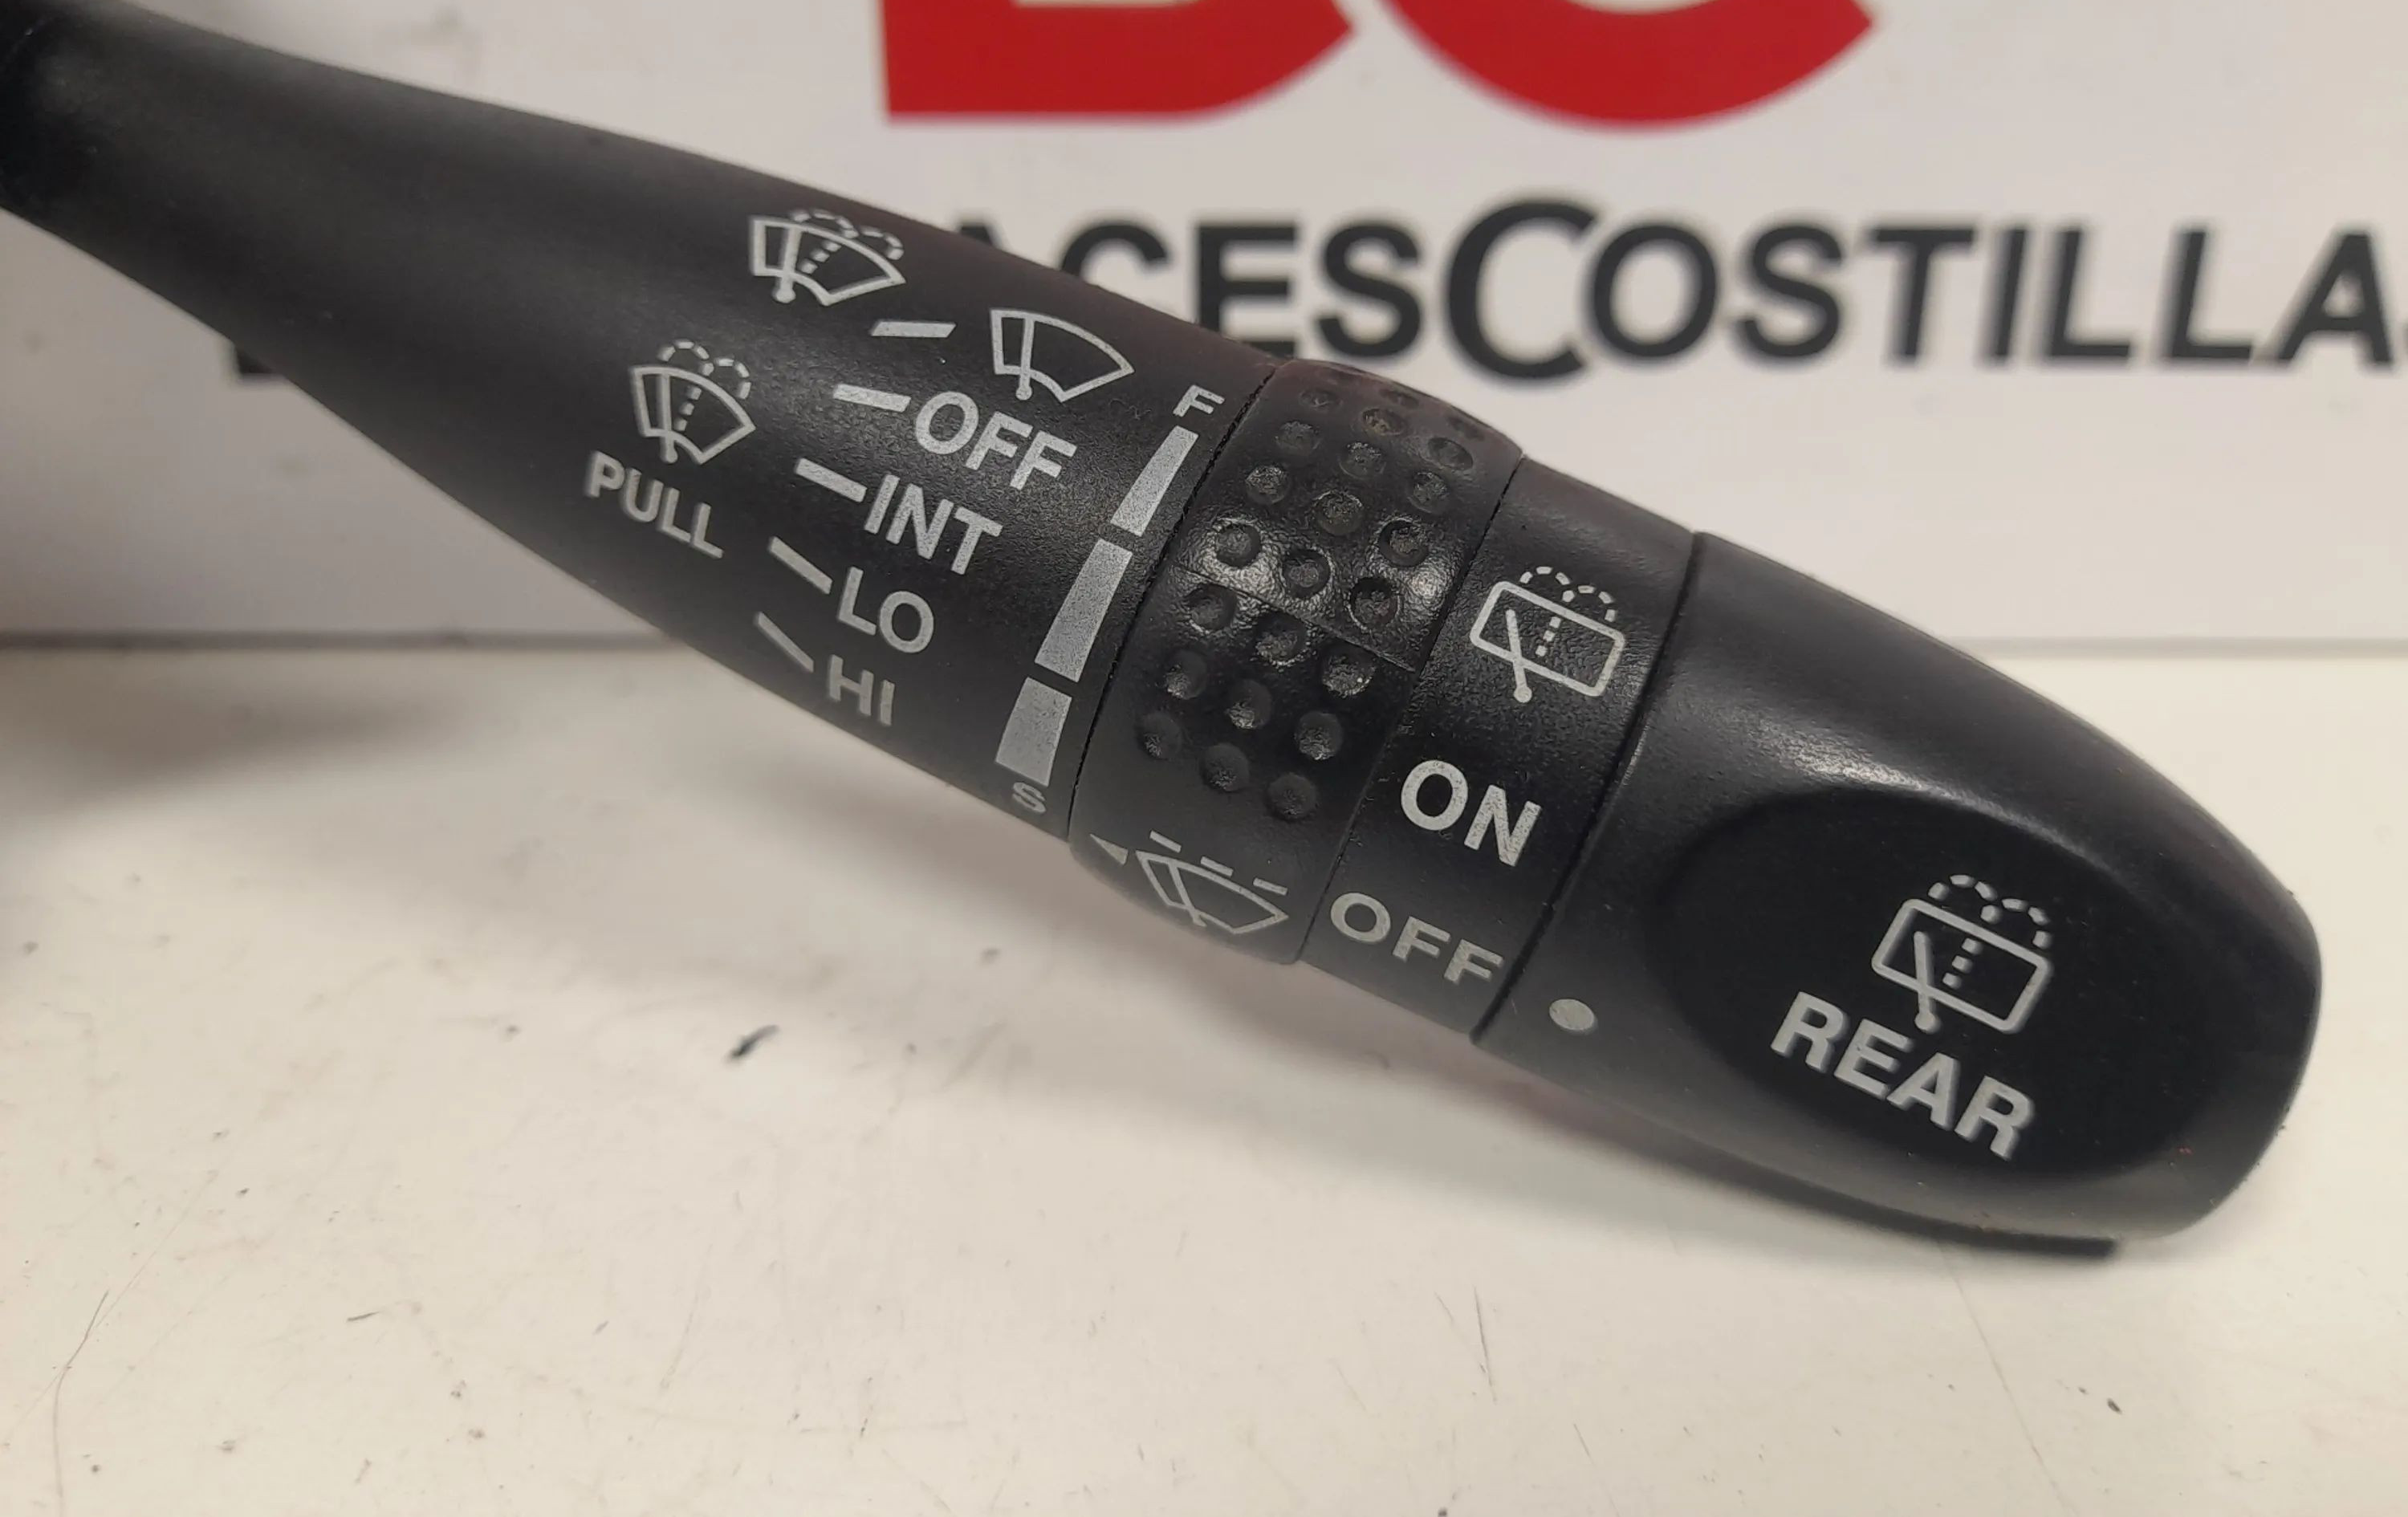 ACESCOSTILLA
F
OFF
INT
PULL
LO
HI
S
ON
OFF
REAR